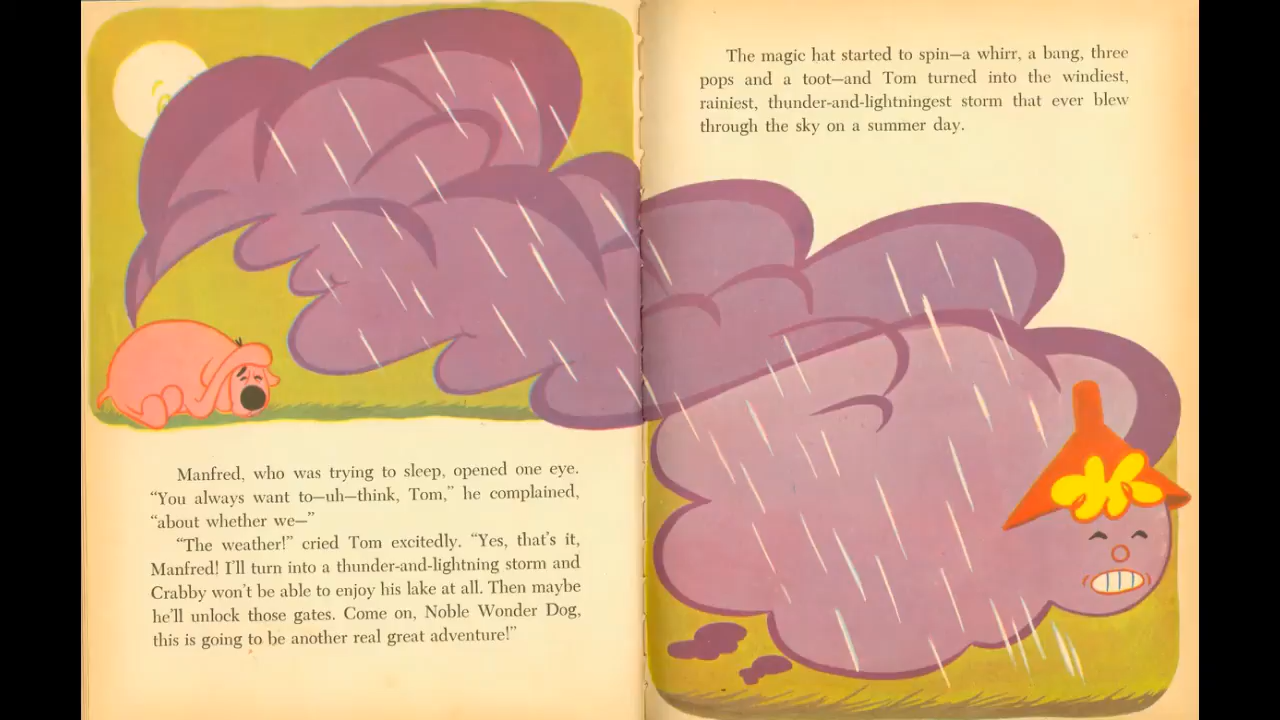 Manfred, who was trying to sleep, opened one eye.
“You always want to—uh—think, Tom,” he complained,
“about whether we—”
“The weather!” cried Tom excitedly. “Yes, that’s it,
Manfred! I’ll turn into a thunder-and-lightning storm and
Crabby won’t be able to enjoy his lake at all. Then maybe
he’ll unlock those gates. Come on, Noble Wonder Dog,
this is going to be another real great adventure!”
The magic hat started to spin—a whirr, a bang, three
pops and a toot—and Tom turned into the windiest,
rainiest, thunder-and-lightningest storm that ever blew
through the sky on a summer day.